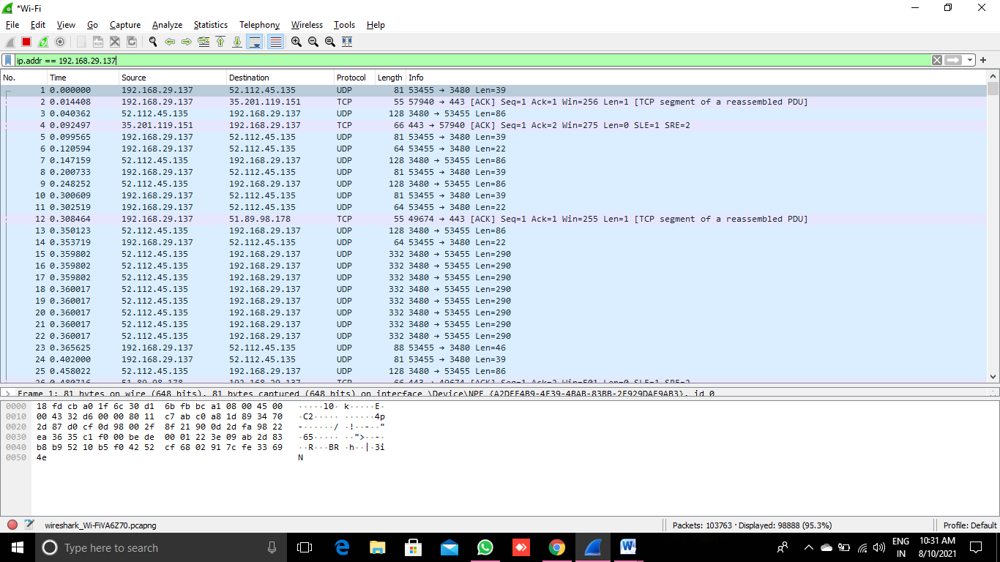 *Wi-Fi
File Edit View Go Capture Analyze Statistics Telephony Wireless Tools Help
ip.addr == 192.168.29.137
No. Time Source Destination Protocol Length Info
1 0.000000 192.168.29.137 52.112.45.135 UDP 81 53455 → 3480 Len=39
2 0.014408 192.168.29.137 35.201.119.151 TCP 55 57940 → 443 [ACK] Seq=1 Ack=1 Win=256 Len=1 [TCP segment of a reassembled PDU]
3 0.040362 52.112.45.135 192.168.29.137 UDP 128 3480 → 53455 Len=86
4 0.092497 35.201.119.151 192.168.29.137 TCP 66 443 → 57940 [ACK] Seq=1 Ack=2 Win=275 Len=0 SLE=1 SRE=2
5 0.099565 192.168.29.137 52.112.45.135 UDP 81 53455 → 3480 Len=39
6 0.120594 192.168.29.137 52.112.45.135 UDP 64 53455 → 3480 Len=22
7 0.147159 52.112.45.135 192.168.29.137 UDP 128 3480 → 53455 Len=86
8 0.200733 192.168.29.137 52.112.45.135 UDP 81 53455 → 3480 Len=39
9 0.248252 52.112.45.135 192.168.29.137 UDP 128 3480 → 53455 Len=86
10 0.300609 192.168.29.137 52.112.45.135 UDP 81 53455 → 3480 Len=39
11 0.302519 192.168.29.137 52.112.45.135 UDP 64 53455 → 3480 Len=22
12 0.308464 192.168.29.137 51.89.98.178 TCP 55 49674 → 443 [ACK] Seq=1 Ack=1 Win=255 Len=1 [TCP segment of a reassembled PDU]
13 0.350123 52.112.45.135 192.168.29.137 UDP 128 3480 → 53455 Len=86
14 0.353719 192.168.29.137 52.112.45.135 UDP 64 53455 → 3480 Len=22
15 0.359802 52.112.45.135 192.168.29.137 UDP 332 3480 → 53455 Len=290
16 0.359802 52.112.45.135 192.168.29.137 UDP 332 3480 → 53455 Len=290
17 0.359802 52.112.45.135 192.168.29.137 UDP 332 3480 → 53455 Len=290
18 0.360017 52.112.45.135 192.168.29.137 UDP 332 3480 → 53455 Len=290
19 0.360017 52.112.45.135 192.168.29.137 UDP 332 3480 → 53455 Len=290
20 0.360017 52.112.45.135 192.168.29.137 UDP 332 3480 → 53455 Len=290
21 0.360017 52.112.45.135 192.168.29.137 UDP 332 3480 → 53455 Len=290
22 0.360017 52.112.45.135 192.168.29.137 UDP 332 3480 → 53455 Len=290
23 0.365625 192.168.29.137 52.112.45.135 UDP 88 53455 → 3480 Len=46
24 0.402000 192.168.29.137 52.112.45.135 UDP 81 53455 → 3480 Len=39
25 0.458022 52.112.45.135 192.168.29.137 UDP 128 3480 → 53455 Len=86
26 0.480716 51.89.98.178 192.168.29.137 TCP 66 443 → 49674 [ACK] Seq=1 Ack=2 Win=501 Len=0 SLE=1 SRE=2
Frame 1: 81 bytes on wire (648 bits), 81 bytes captured (648 bits) on interface \Device\NPF_{A2DFF4B9-4F39-4BAB-83BB-2E929DAF9AB3}, id 0
0000 18 fd cb a0 1f 6c 30 d1 6b fb bc a1 08 00 45 00 ·····l0· k·····E·
0010 00 43 32 d6 00 00 80 11 c7 ab c0 a8 1d 89 34 70 ·C2····· ······4p
0020 2d 87 d0 cf 0d 98 00 2f 8f 21 90 0d 2d fa 98 22 -······/ ·!··-··"
0030 ea 36 35 c1 f0 00 be de 00 01 22 3e 09 ab 2d 83 ·65····· ··">··-·
0040 b8 b9 52 10 b5 f0 42 52 cf 68 02 91 7c fe 33 69 ··R···BR ·h··|·3i
0050 4e N
wireshark_Wi-FiVA6Z70.pcapng Packets: 103763 · Displayed: 98888 (95.3%) Profile: Default
Type here to search
ENG
IN
10:31 AM
8/10/2021